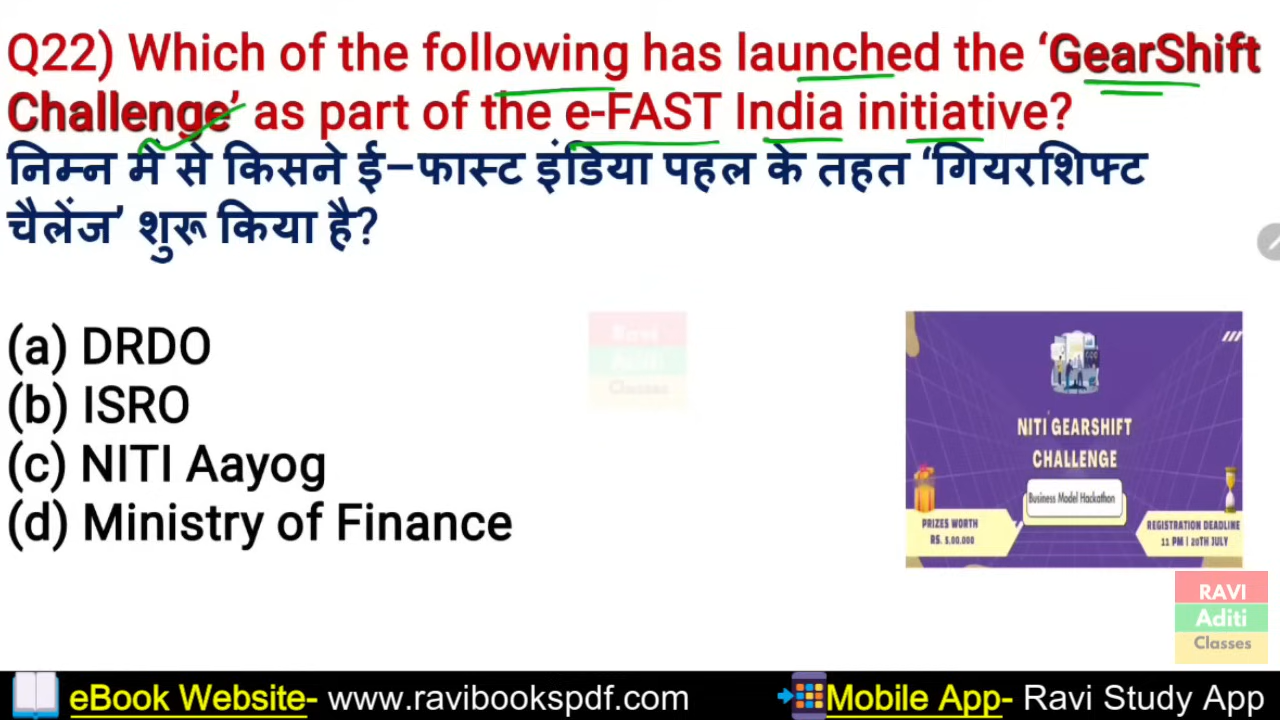 Q22) Which of the following has launched the ‘GearShift
Challenge’ as part of the e-FAST India initiative?
निम्न में से किसने ई–फास्ट इंडिया पहल के तहत ‘गियरशिफ्ट
चैलेंज’ शुरू किया है?
(a) DRDO
(b) ISRO
(c) NITI Aayog
(d) Ministry of Finance
Ravi
Aditi
Classes
NITI GEARSHIFT
CHALLENGE
Business Model Hackathon
PRIZES WORTH
RS. 5,00,000
REGISTRATION DEADLINE
11 PM | 20TH JULY
RAVI
Aditi
Classes
eBook Website- www.ravibookspdf.com
Mobile App- Ravi Study App